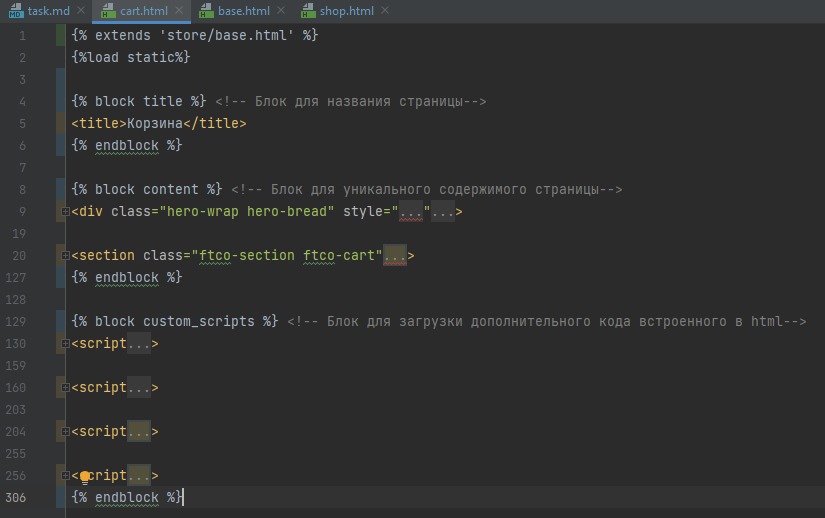 task.md cart.html base.html shop.html
1 {% extends 'store/base.html' %}
2 {%load static%}
3
4 {% block title %} <!-- Блок для названия страницы-->
5 <title>Корзина</title>
6 {% endblock %}
7
8 {% block content %} <!-- Блок для уникального содержимого страницы-->
9 <div class="hero-wrap hero-bread" style="..."...>
19
20 <section class="ftco-section ftco-cart"...>
127 {% endblock %}
128
129 {% block custom_scripts %} <!-- Блок для загрузки дополнительного кода встроенного в html-->
130 <script...>
159
160 <script...>
203
204 <script...>
255
256 <script...>
306 {% endblock %}